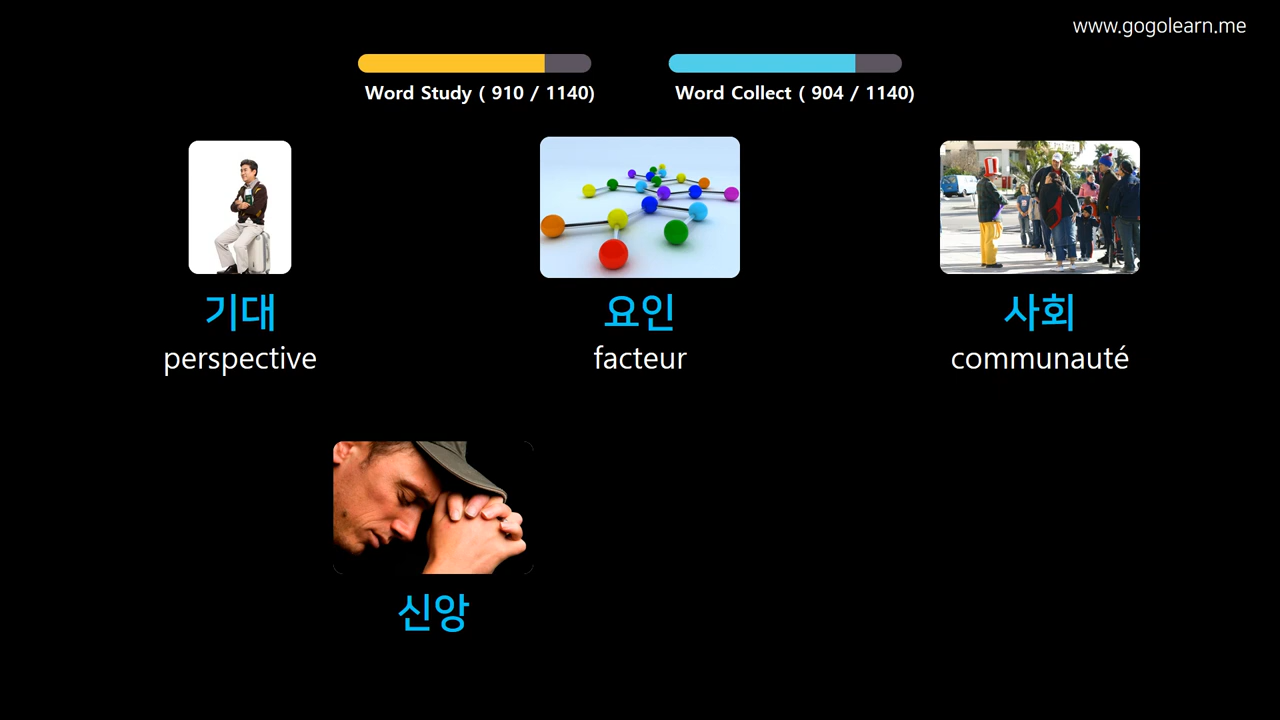 www.gogolearn.me
Word Study ( 910 / 1140)
Word Collect ( 904 / 1140)
기대
요인
사회
perspective
facteur
communauté
신앙